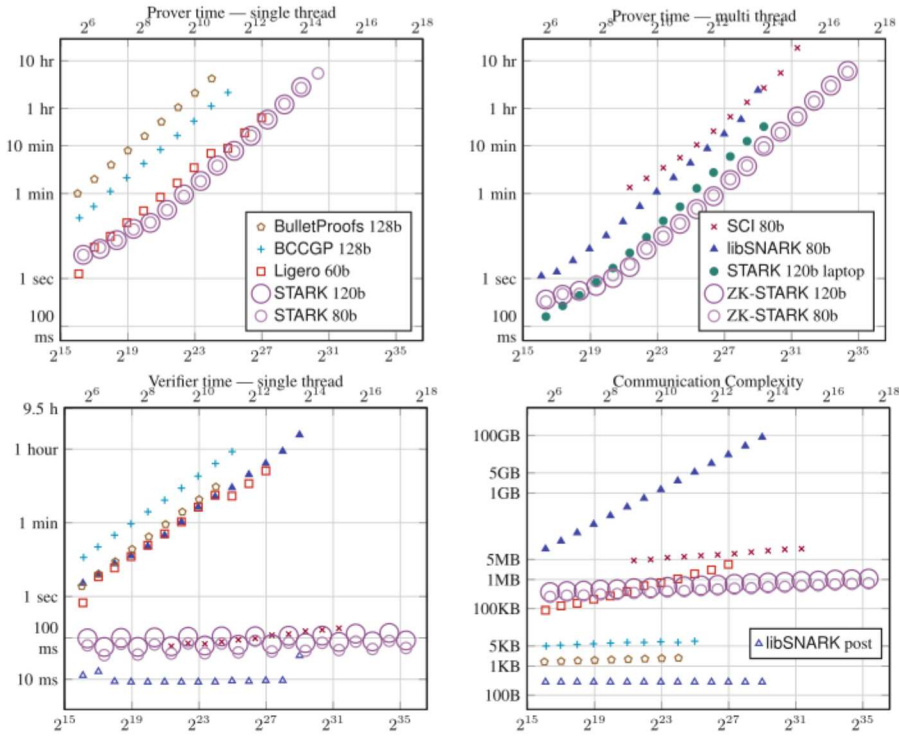 Prover time — single thread
2^6 2^8 2^10 2^12 2^14 2^16 2^18
10 hr
1 hr
10 min
1 min
1 sec
100
ms
BulletProofs 128b
BCCGP 128b
Ligero 60b
STARK 120b
STARK 80b
2^15 2^19 2^23 2^27 2^31 2^35
Prover time — multi thread
2^6 2^8 2^10 2^12 2^14 2^16 2^18
10 hr
1 hr
10 min
1 min
1 sec
100
ms
SCI 80b
libSNARK 80b
STARK 120b laptop
ZK-STARK 120b
ZK-STARK 80b
2^15 2^19 2^23 2^27 2^31 2^35
Verifier time — single thread
2^6 2^8 2^10 2^12 2^14 2^16 2^18
9.5 h
1 hour
1 min
1 sec
100
ms
10 ms
2^15 2^19 2^23 2^27 2^31 2^35
Communication Complexity
2^6 2^8 2^10 2^12 2^14 2^16 2^18
100GB
5GB
1GB
5MB
1MB
100KB
5KB
1KB
100B
libSNARK post
2^15 2^19 2^23 2^27 2^31 2^35